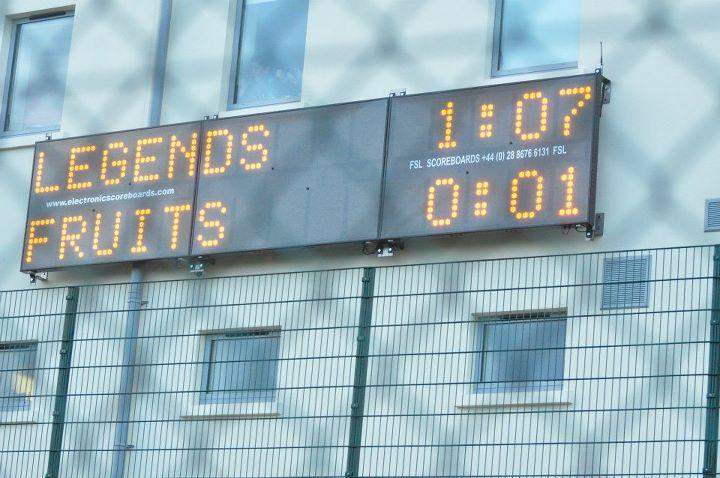 LEGENDS 1:07
FSL SCOREBOARDS +44 (0) 28 8676 6131 FSL
www.electronicscoreboards.com
FRUITS 0:01